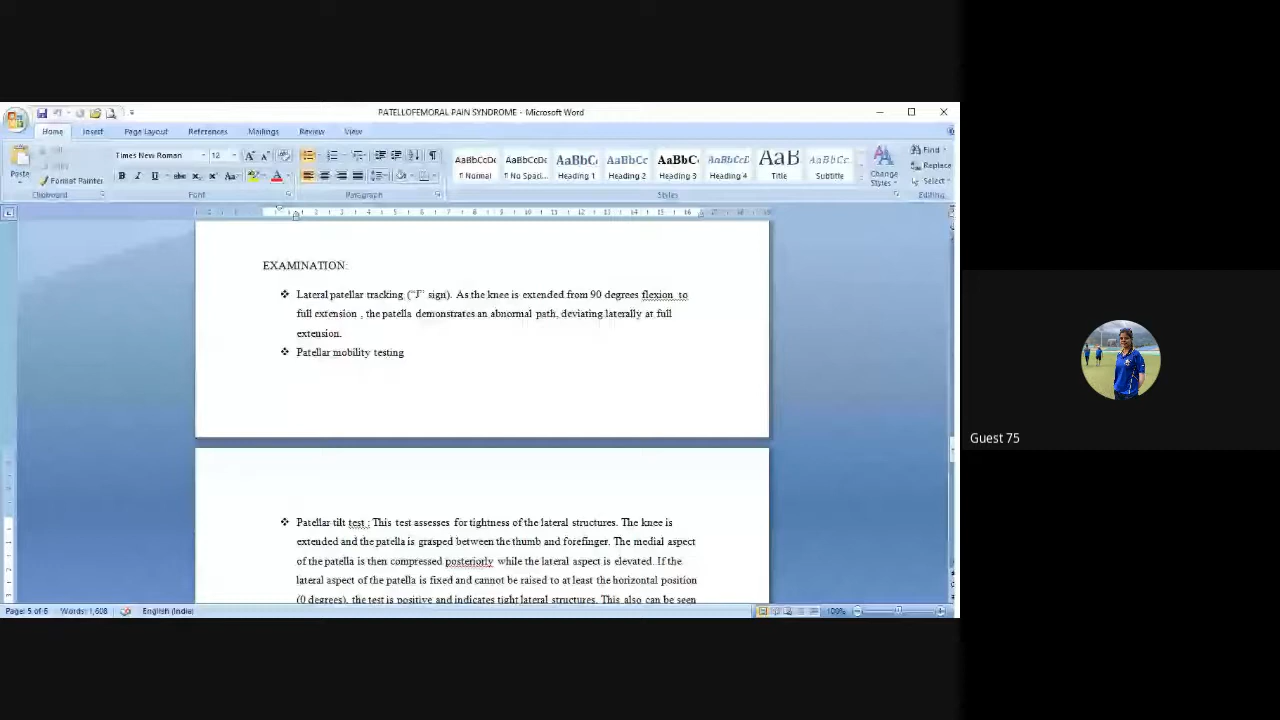 PATELLOFEMORAL PAIN SYNDROME - Microsoft Word
Home Insert Page Layout References Mailings Review View
Paste
Format Painter
Times New Roman 12
AaBbCcDc AaBbCcDc AaBbC AaBbCc AaBbC AaBbCcD AaB AaBbCc
¶ Normal ¶ No Spaci... Heading 1 Heading 2 Heading 3 Heading 4 Title Subtitle
Change Styles
Find
Replace
Select
Clipboard Font Paragraph Styles Editing
EXAMINATION:
❖ Lateral patellar tracking ("J" sign). As the knee is extended from 90 degrees flexion to
full extension , the patella demonstrates an abnormal path, deviating laterally at full
extension.
❖ Patellar mobility testing
❖ Patellar tilt test : This test assesses for tightness of the lateral structures. The knee is
extended and the patella is grasped between the thumb and forefinger. The medial aspect
of the patella is then compressed posteriorly while the lateral aspect is elevated. If the
lateral aspect of the patella is fixed and cannot be raised to at least the horizontal position
(0 degrees), the test is positive and indicates tight lateral structures. This also can be seen
Page: 5 of 6 Words: 1,608 English (India) 100%
Guest 75